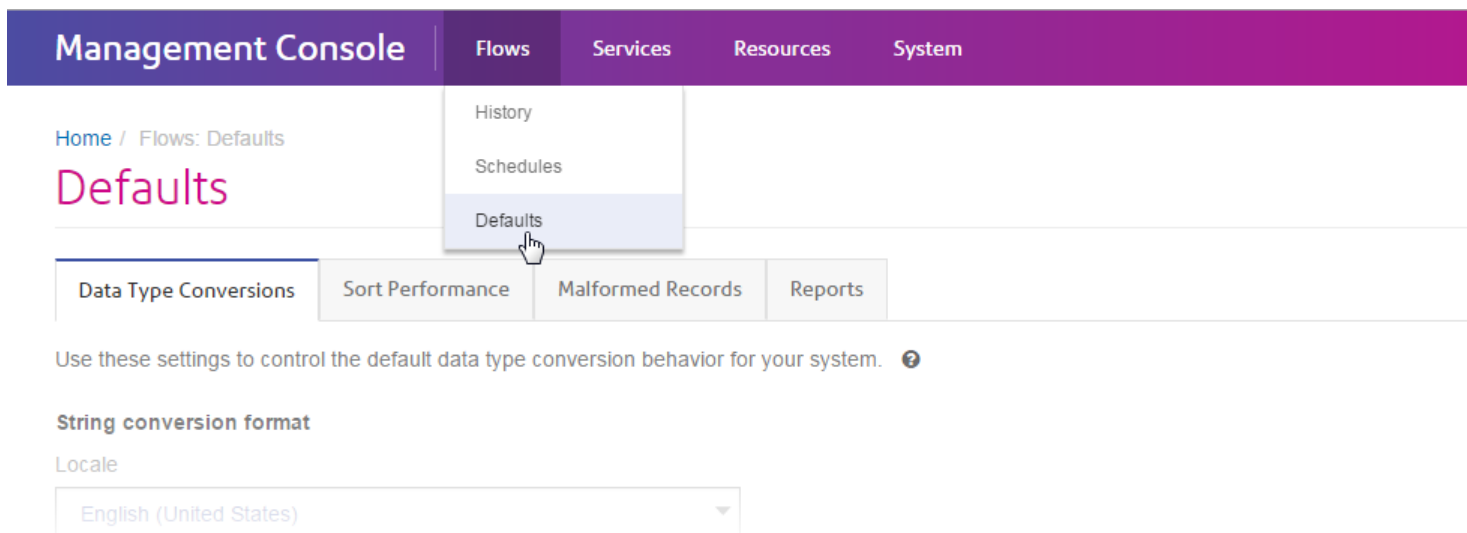 Management Console Flows Services Resources System
History
Home / Flows: Defaults
Schedules
Defaults
Defaults
Data Type Conversions Sort Performance Malformed Records Reports
Use these settings to control the default data type conversion behavior for your system. ?
String conversion format
Locale
English (United States)